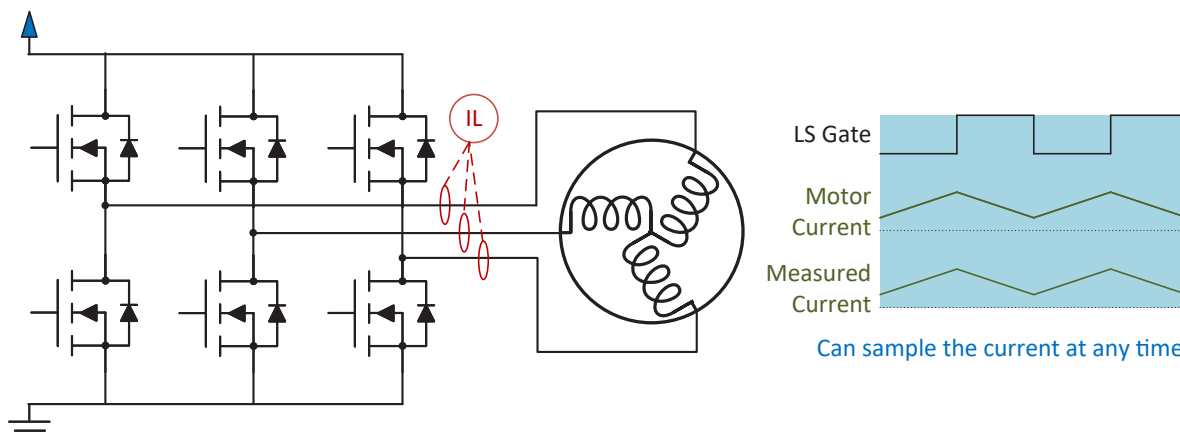 IL
LS Gate
Motor
Current
Measured
Current
Can sample the current at any time